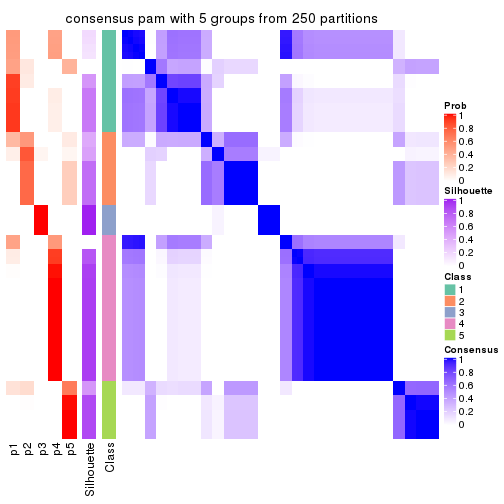 consensus pam with 5 groups from 250 partitions
Prob
1
0.8
0.6
0.4
0.2
0
Silhouette
1
0.8
0.6
0.4
0.2
0
Class
1
2
3
4
5
Consensus
1
0.8
0.6
0.4
0.2
0
p1
p2
p3
p4
p5
Silhouette
Class